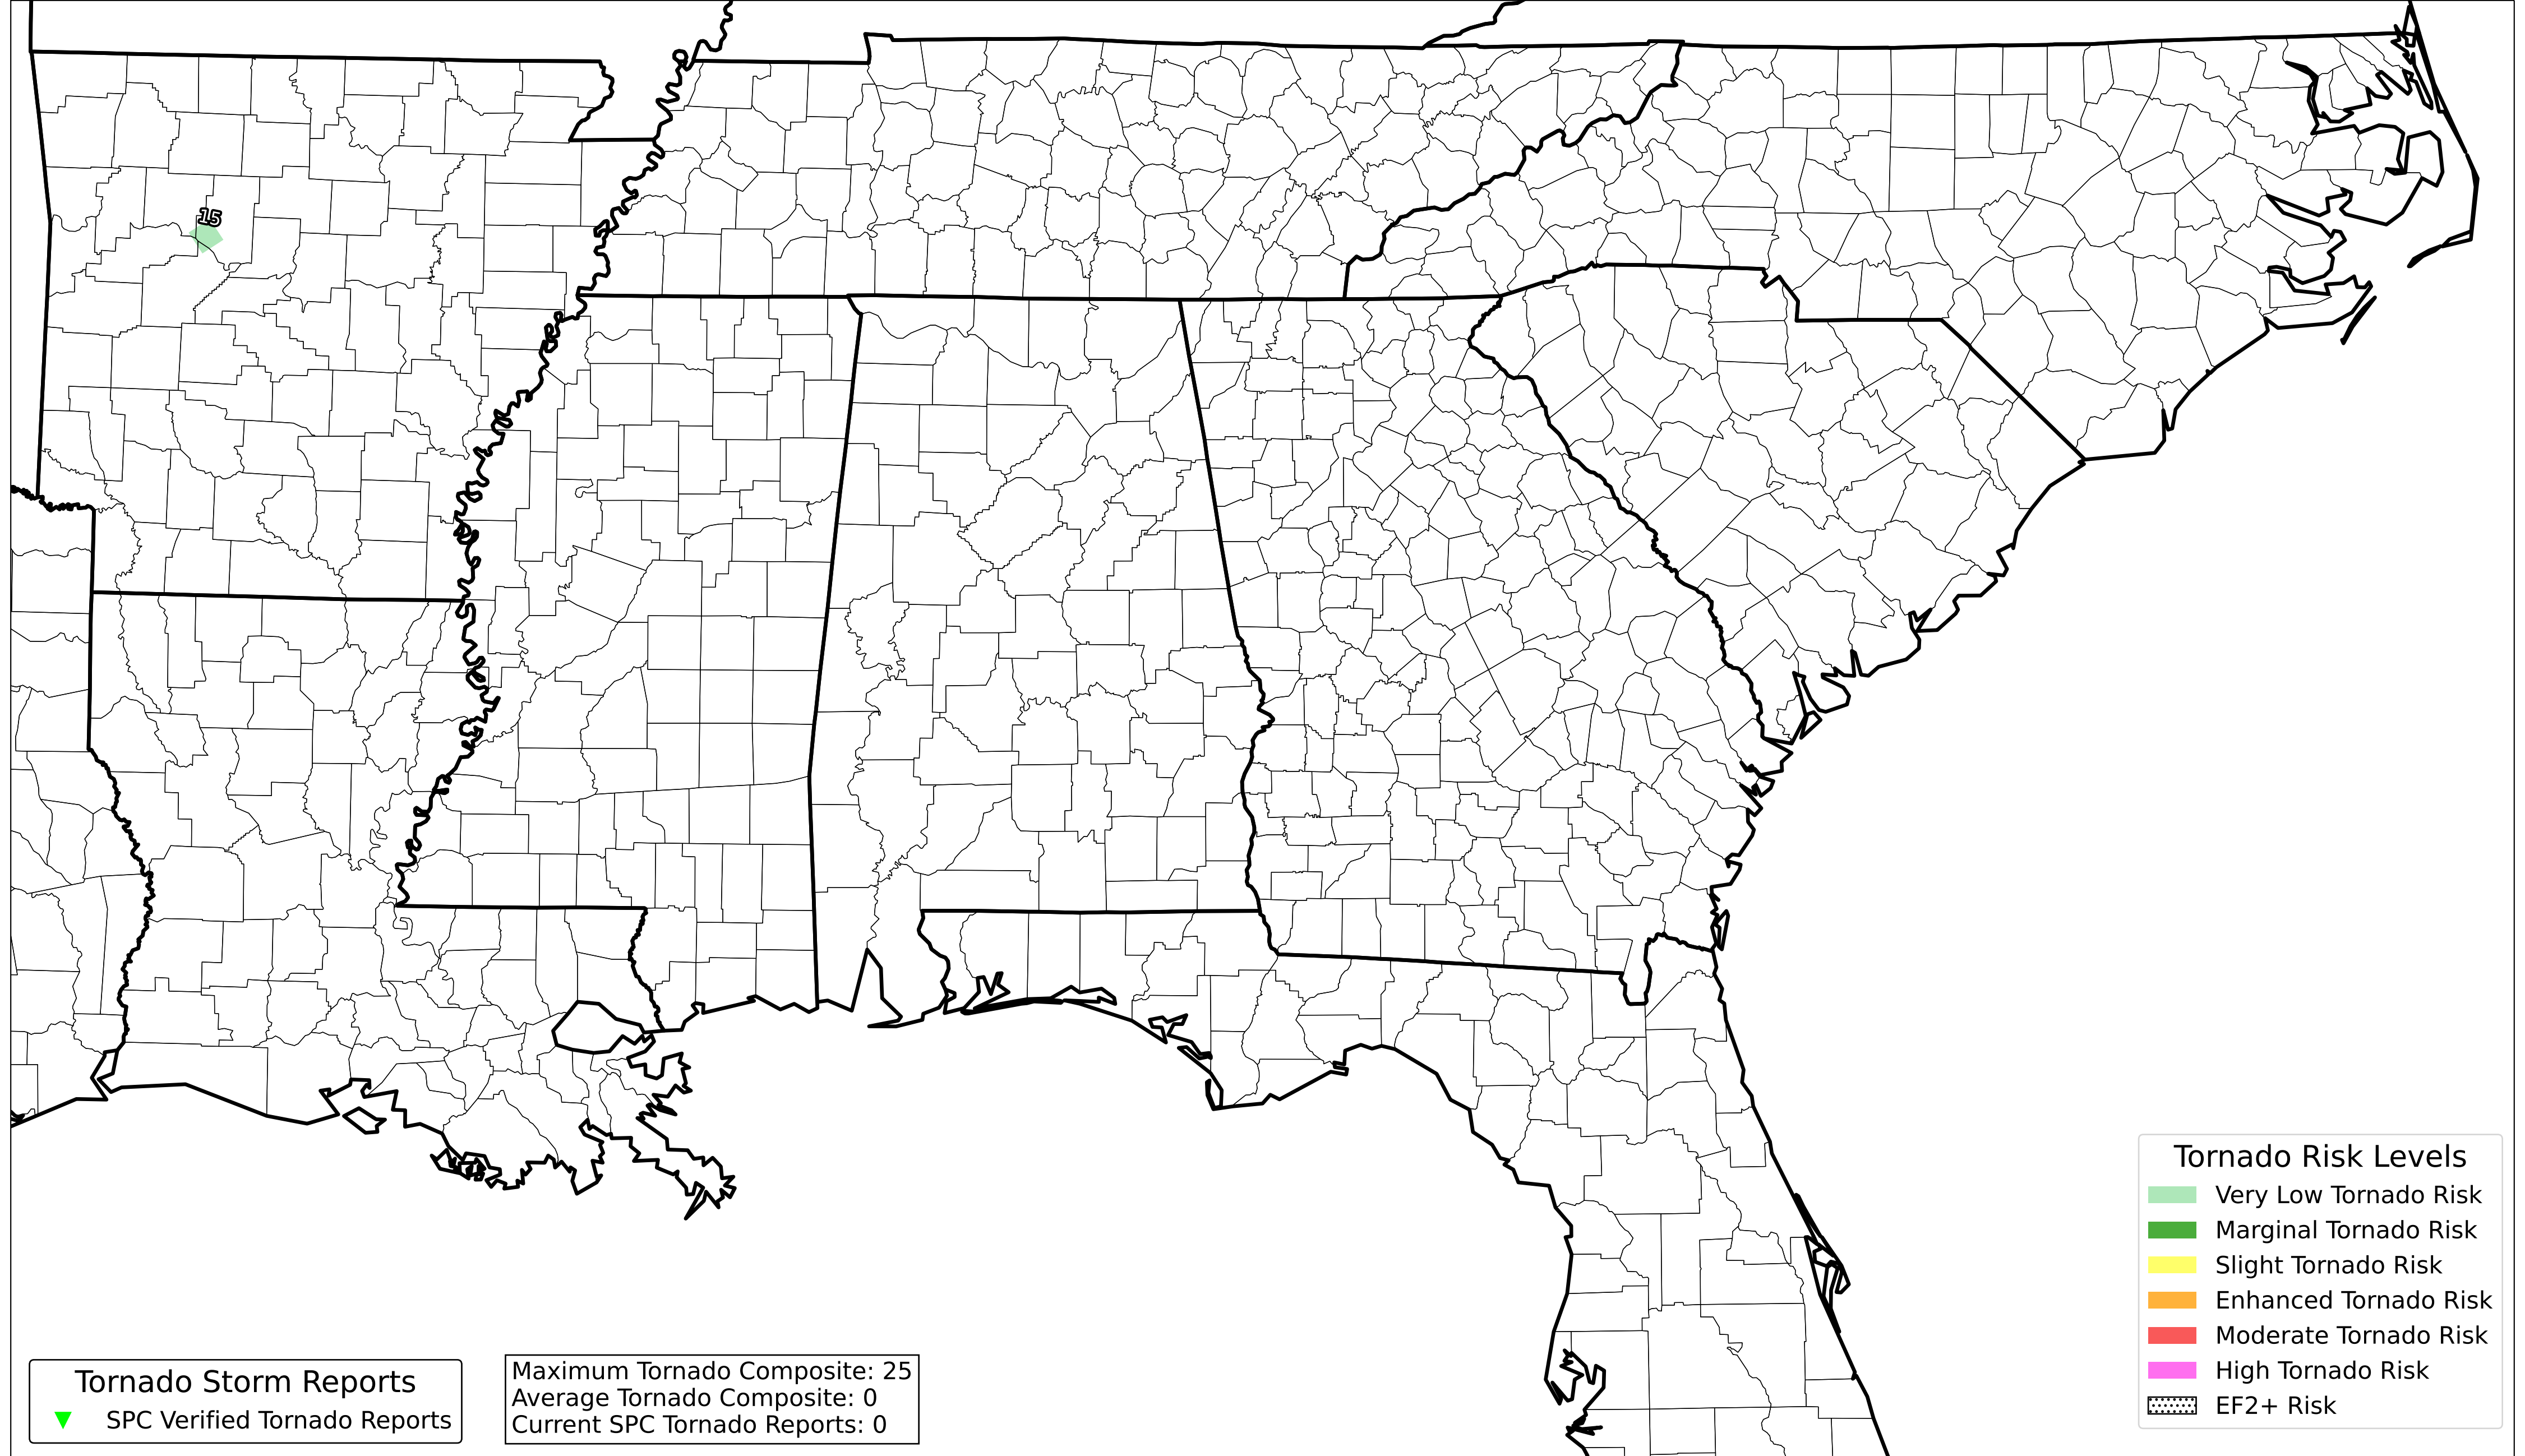 15
Tornado Storm Reports
SPC Verified Tornado Reports
Maximum Tornado Composite: 25
Average Tornado Composite: 0
Current SPC Tornado Reports: 0
Tornado Risk Levels
Very Low Tornado Risk
Marginal Tornado Risk
Slight Tornado Risk
Enhanced Tornado Risk
Moderate Tornado Risk
High Tornado Risk
EF2+ Risk